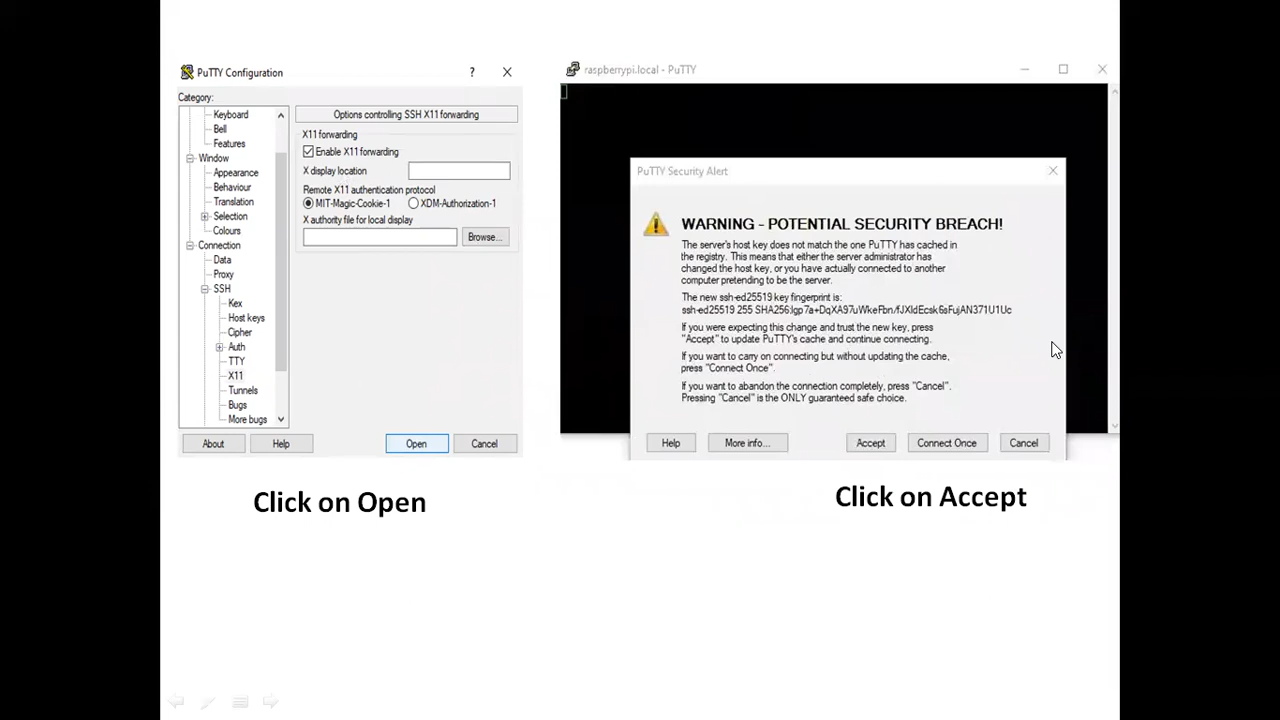 PuTTY Configuration
?
Category:
Keyboard
Bell
Features
Window
Appearance
Behaviour
Translation
Selection
Colours
Connection
Data
Proxy
SSH
Kex
Host keys
Cipher
Auth
TTY
X11
Tunnels
Bugs
More bugs
Options controlling SSH X11 forwarding
X11 forwarding
Enable X11 forwarding
X display location
Remote X11 authentication protocol
MIT-Magic-Cookie-1 XDM-Authorization-1
X authority file for local display
Browse...
About Help Open Cancel
Click on Open
raspberrypi.local - PuTTY
PuTTY Security Alert
WARNING - POTENTIAL SECURITY BREACH!
The server's host key does not match the one PuTTY has cached in
the registry. This means that either the server administrator has
changed the host key, or you have actually connected to another
computer pretending to be the server.
The new ssh-ed25519 key fingerprint is:
ssh-ed25519 255
If you were expecting this change and trust the new key, press
"Accept" to update PuTTY's cache and continue connecting.
If you want to carry on connecting but without updating the cache,
press "Connect Once".
If you want to abandon the connection completely, press "Cancel".
Pressing "Cancel" is the ONLY guaranteed safe choice.
Help More info... Accept Connect Once Cancel
Click on Accept